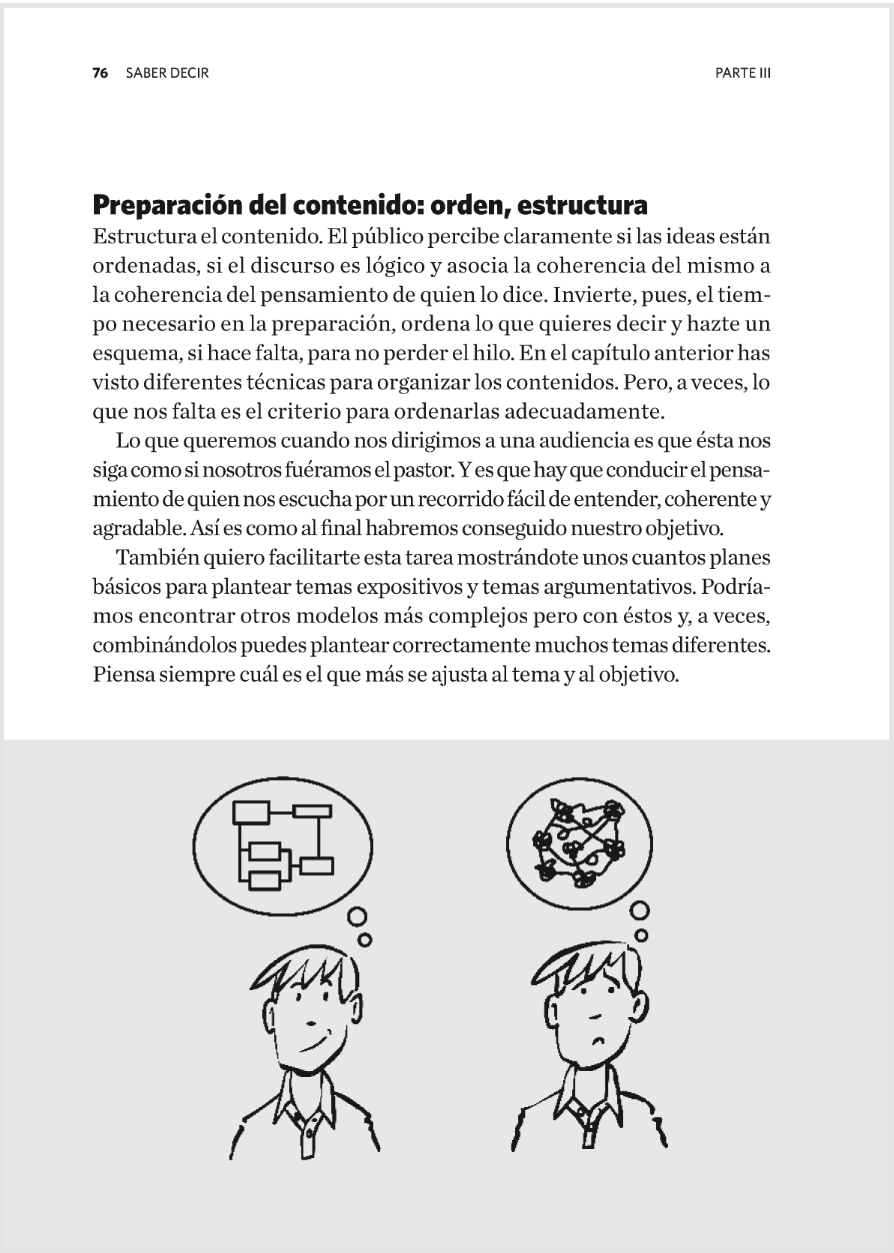 76 SABER DECIR PARTE III
Preparación del contenido: orden, estructura
Estructura el contenido. El público percibe claramente si las ideas están
ordenadas, si el discurso es lógico y asocia la coherencia del mismo a
la coherencia del pensamiento de quien lo dice. Invierte, pues, el tiem-
po necesario en la preparación, ordena lo que quieres decir y hazte un
esquema, si hace falta, para no perder el hilo. En el capítulo anterior has
visto diferentes técnicas para organizar los contenidos. Pero, a veces, lo
que nos falta es el criterio para ordenarlas adecuadamente.
Lo que queremos cuando nos dirigimos a una audiencia es que ésta nos
siga como si nosotros fuéramos el pastor. Y es que hay que conducir el pensa-
miento de quien nos escucha por un recorrido fácil de entender, coherente y
agradable. Así es como al final habremos conseguido nuestro objetivo.
También quiero facilitarte esta tarea mostrándote unos cuantos planes
básicos para plantear temas expositivos y temas argumentativos. Podría-
mos encontrar otros modelos más complejos pero con éstos y, a veces,
combinándolos puedes plantear correctamente muchos temas diferentes.
Piensa siempre cuál es el que más se ajusta al tema y al objetivo.